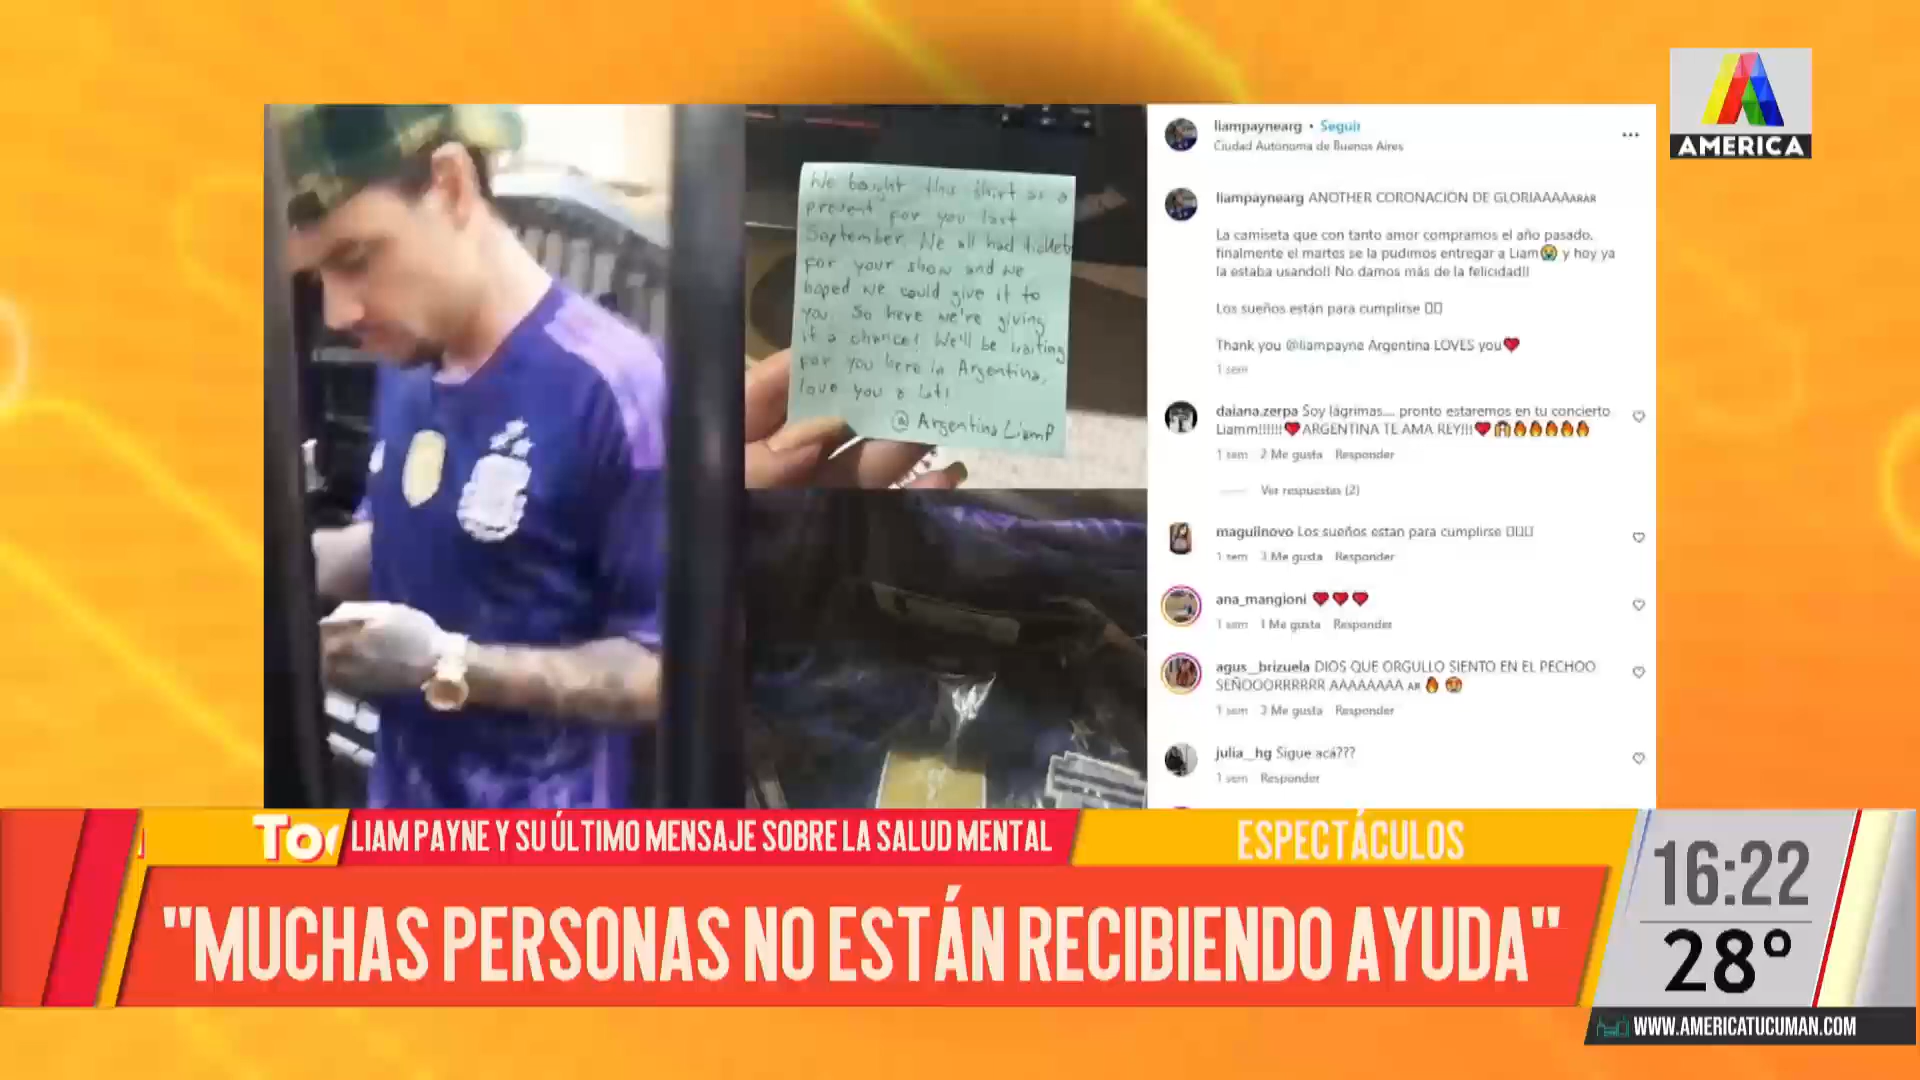 AMERICA
We bought this shirt as a
present for you last
September. We all had tickets
for your show and we
hoped we could give it to
you. So here we're giving
it a chance! We'll be waiting
for you here in Argentina,
love you a lot!
@ArgentinaLiamP
liampaynearg • Seguir
Ciudad Autónoma de Buenos Aires
liampaynearg ANOTHER CORONACIÓN DE GLORIAAAAARAR
La camiseta que con tanto amor compramos el año pasado,
finalmente el martes se la pudimos entregar a Liam😭 y hoy ya
la estaba usando!! No damos más de la felicidad!!
Los sueños están para cumplirse
Thank you @liampayne Argentina LOVES you❤️
1 sem
daiana.zerpa Soy lágrimas.... pronto estaremos en tu concierto
Liamm!!!!!!❤️ARGENTINA TE AMA REY!!!❤️😭🔥🔥🔥🔥🔥
1 sem 2 Me gusta Responder
Ver respuestas (2)
maguiinovo Los sueños estan para cumplirse
1 sem 3 Me gusta Responder
ana_mangioni ❤️❤️❤️
1 sem 1 Me gusta Responder
agus__brizuela DIOS QUE ORGULLO SIENTO EN EL PECHOO
SEÑOOORRRRRR AAAAAAAA AR 🔥 😭
1 sem 3 Me gusta Responder
julia__hg Sigue acá???
1 sem Responder
LIAM PAYNE Y SU ÚLTIMO MENSAJE SOBRE LA SALUD MENTAL
ESPECTÁCULOS
"MUCHAS PERSONAS NO ESTÁN RECIBIENDO AYUDA"
16:22
28°
WWW.AMERICATUCUMAN.COM